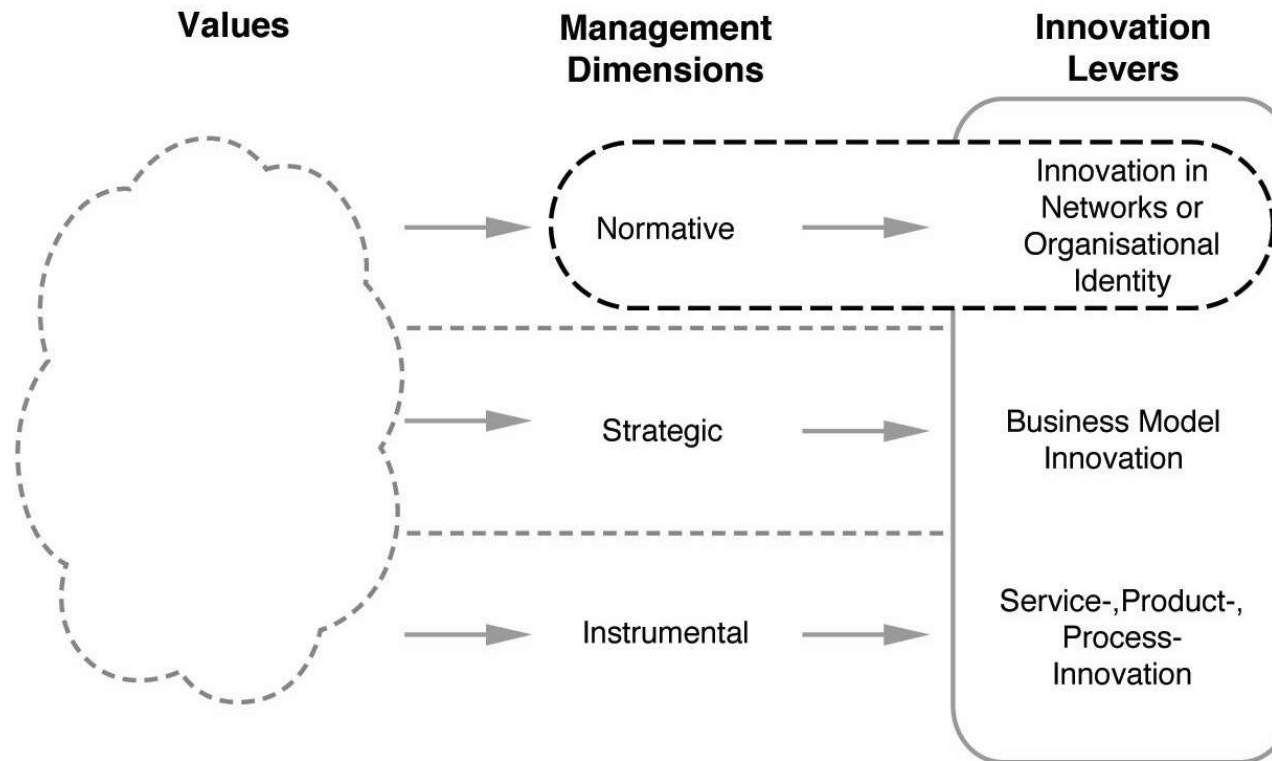 Values
Management
Dimensions
Innovation
Levers
Normative
Innovation in
Networks or
Organisational
Identity
Strategic
Business Model
Innovation
Instrumental
Service-,Product-,
Process-
Innovation